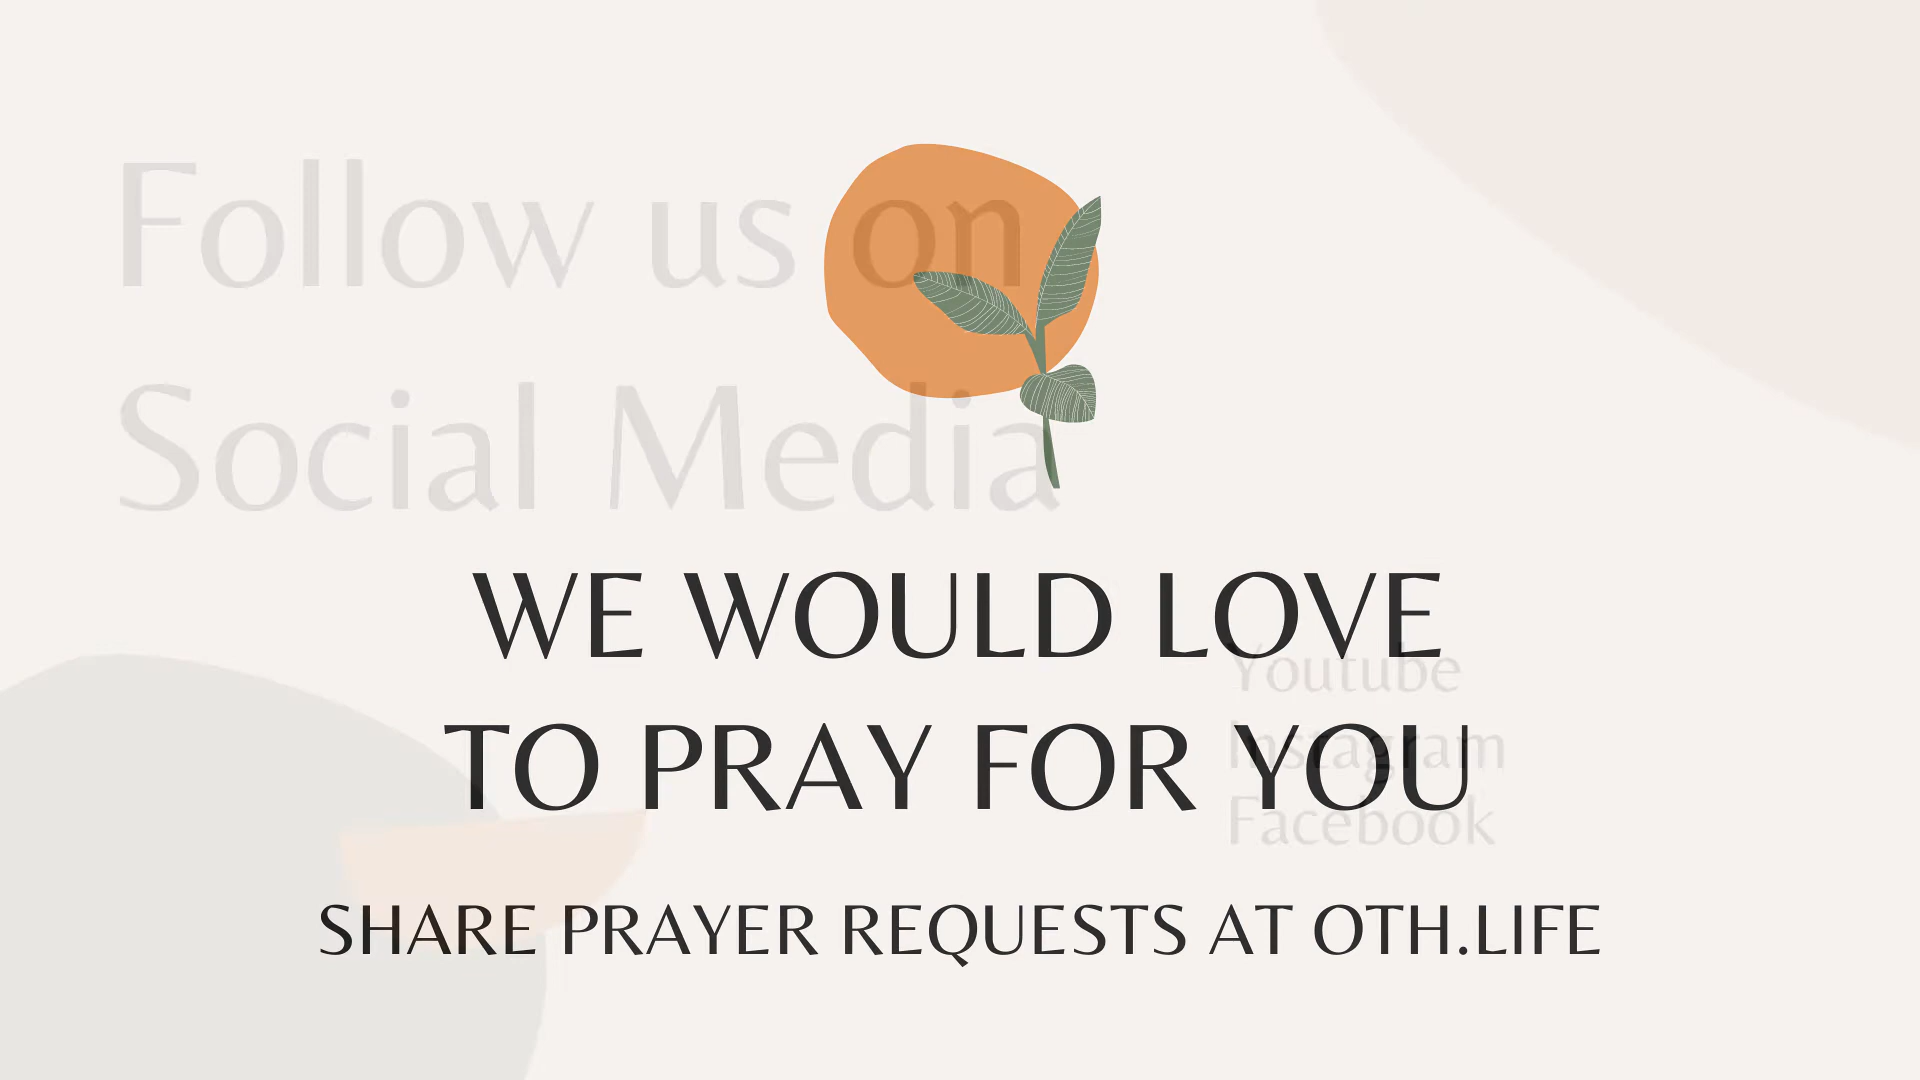 Follow us on
Social Media
WE WOULD LOVE
TO PRAY FOR YOU
Youtube
Instagram
Facebook
SHARE PRAYER REQUESTS AT OTH.LIFE